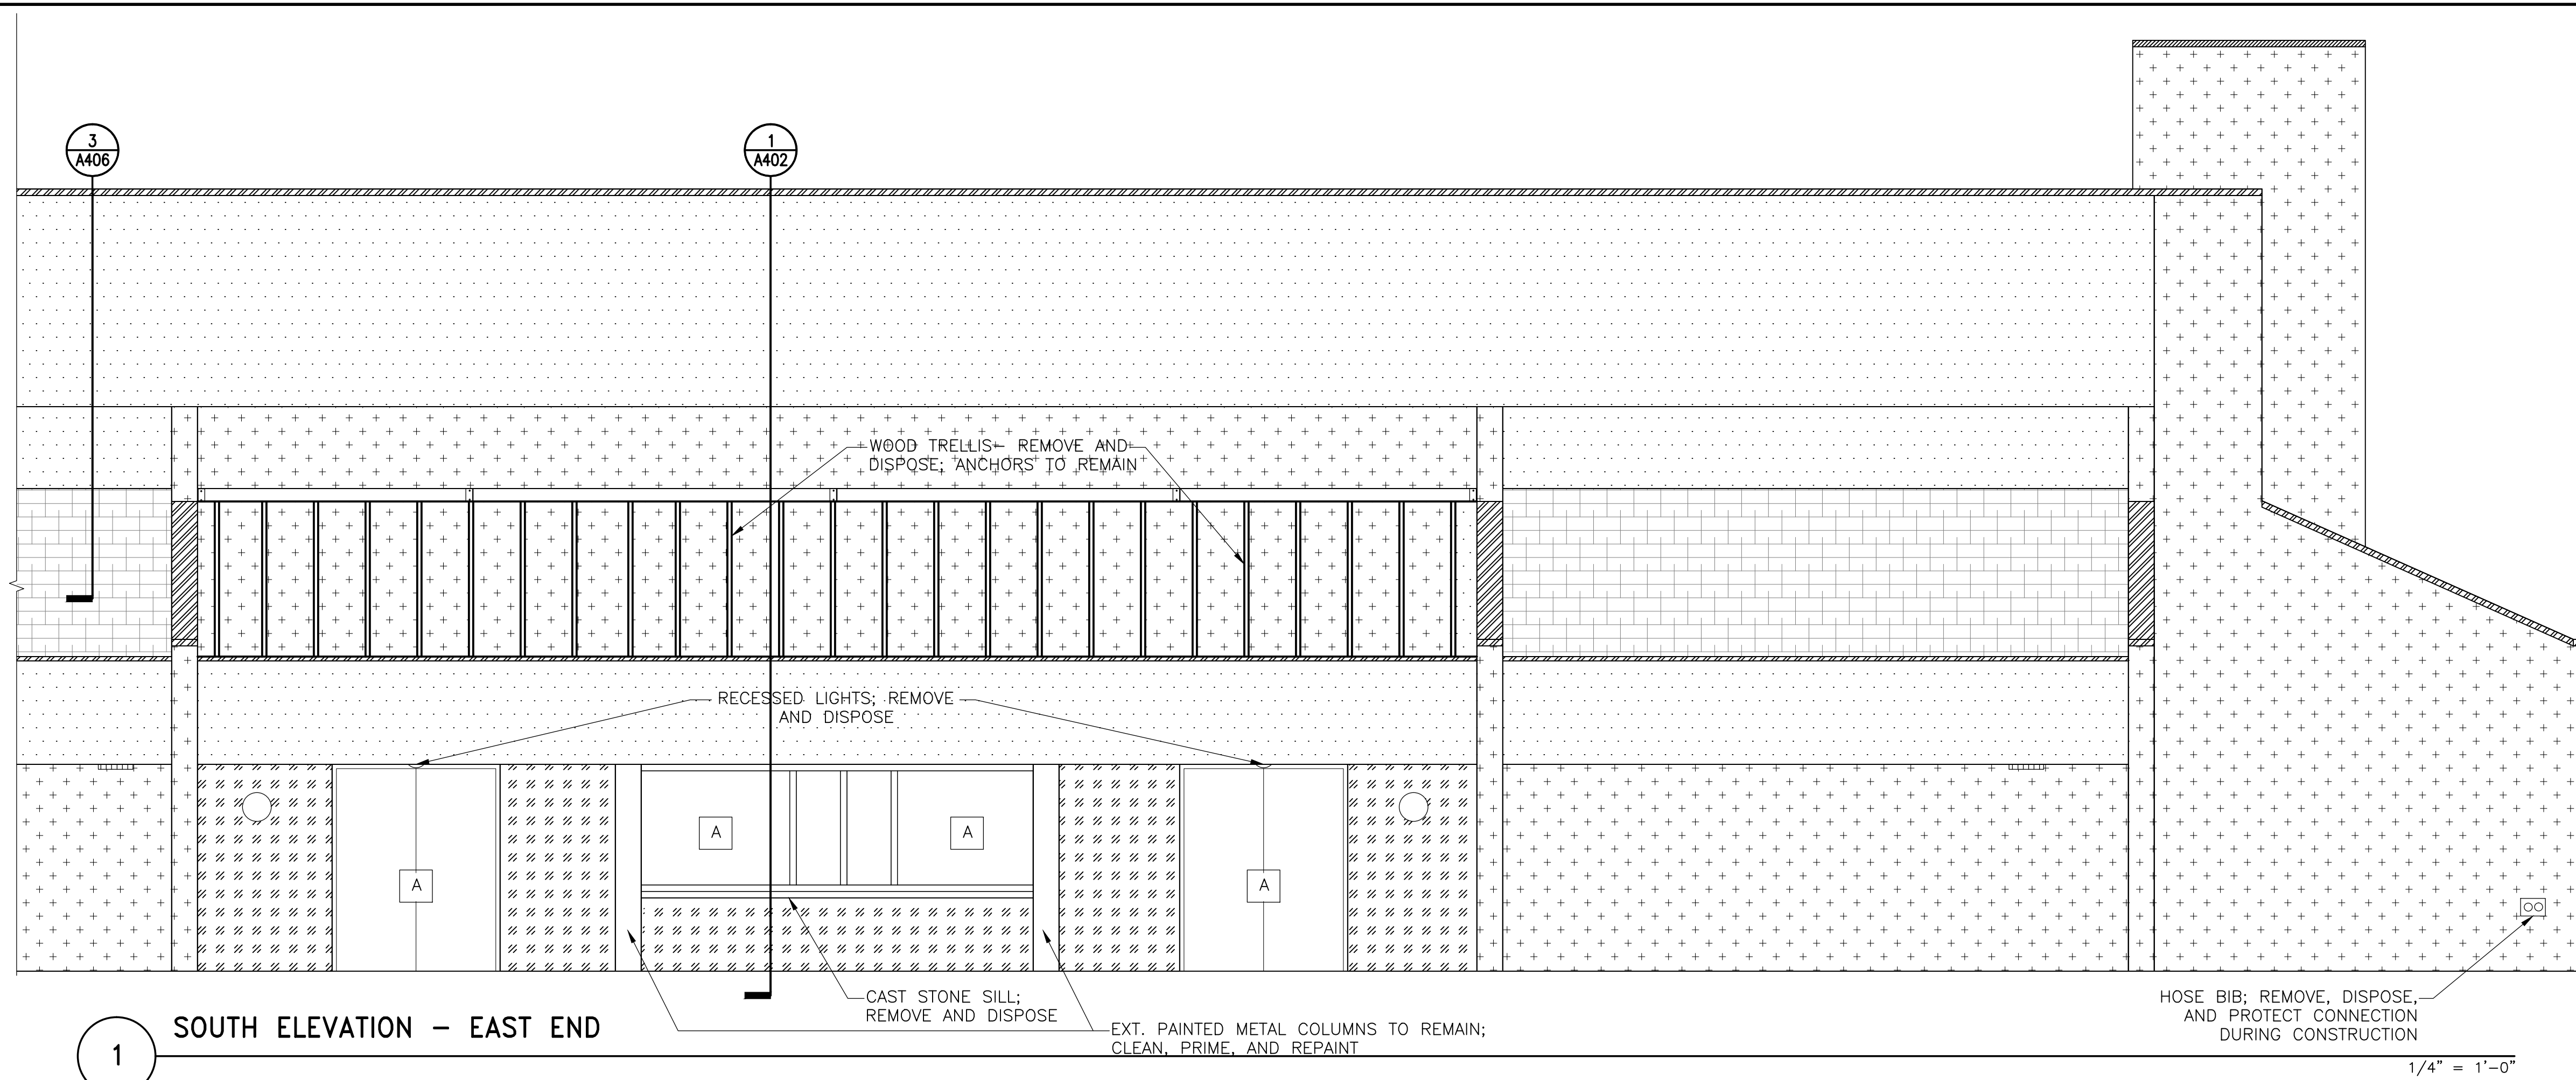 3
A406
1
A402
WOOD TRELLIS– REMOVE AND
DISPOSE; ANCHORS TO REMAIN
RECESSED LIGHTS; REMOVE
AND DISPOSE
A
A
A
A
CAST STONE SILL;
REMOVE AND DISPOSE
EXT. PAINTED METAL COLUMNS TO REMAIN;
CLEAN, PRIME, AND REPAINT
HOSE BIB; REMOVE, DISPOSE,
AND PROTECT CONNECTION
DURING CONSTRUCTION
1
SOUTH ELEVATION – EAST END
1/4" = 1'–0"